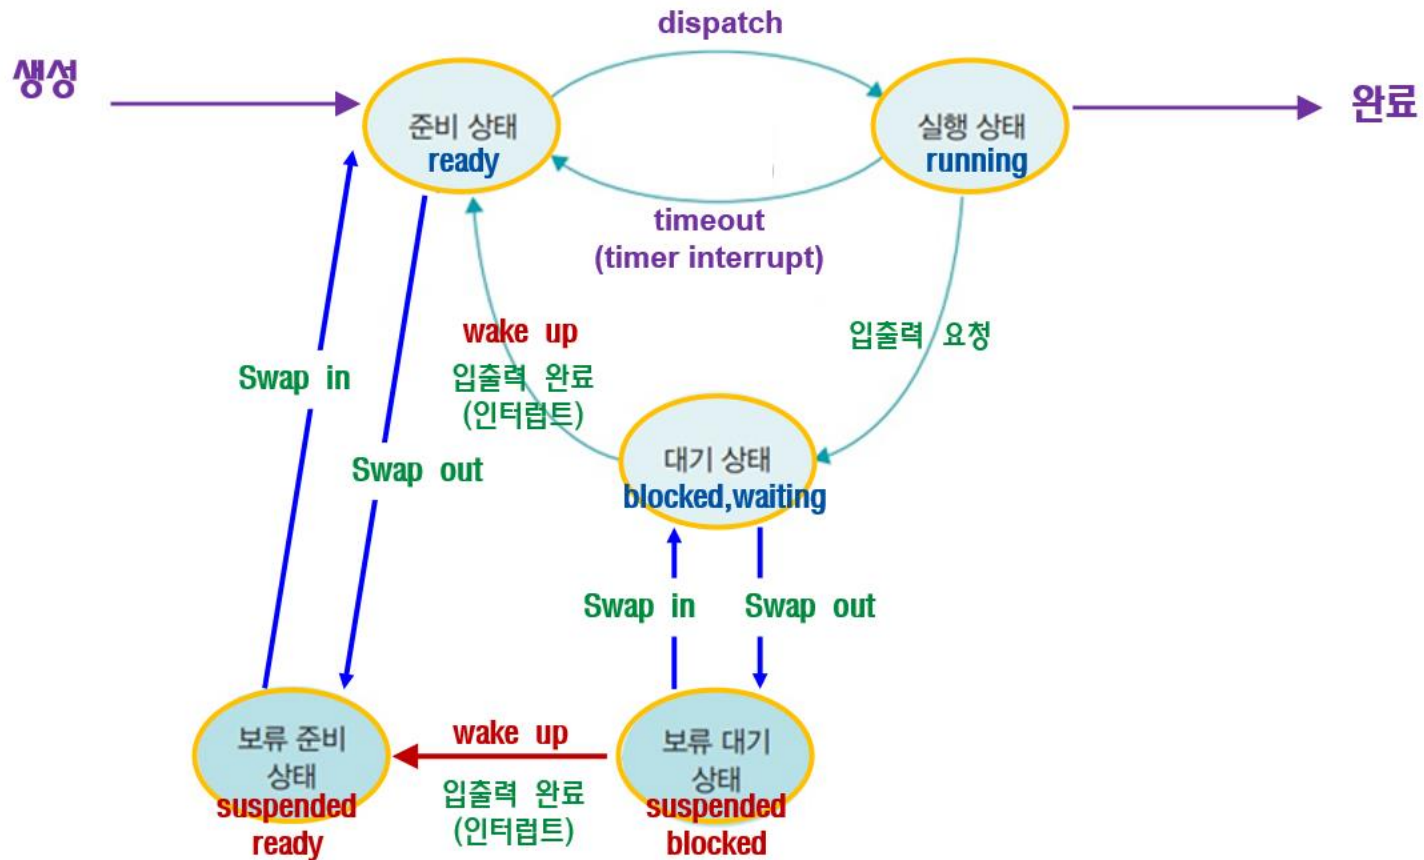 dispatch
생성
준비 상태
ready
실행 상태
running
완료
timeout
(timer interrupt)
wake up
입출력 완료
(인터럽트)
입출력 요청
Swap in
Swap out
대기 상태
blocked,waiting
Swap in
Swap out
보류 준비
상태
suspended
ready
wake up
입출력 완료
(인터럽트)
보류 대기
상태
suspended
blocked